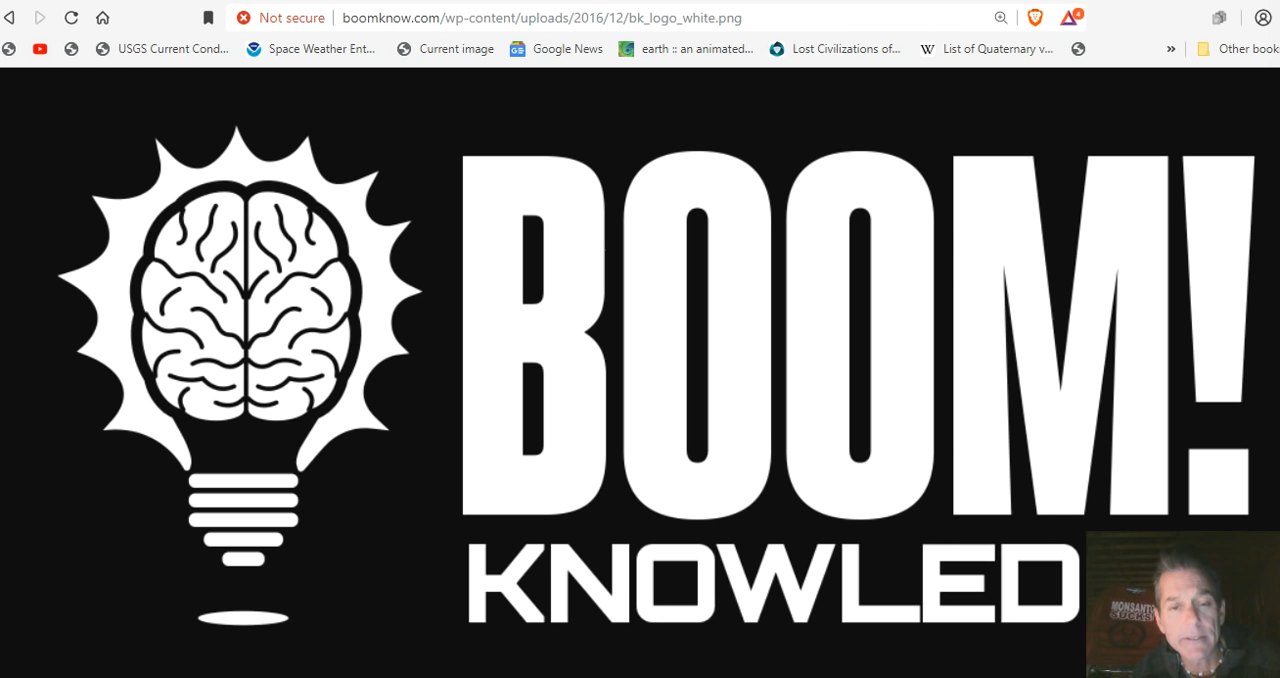 Not secure boomknow.com/wp-content/uploads/2016/12/bk_logo_white.png 4
USGS Current Cond... Space Weather Ent... Current image Google News earth :: an animated... Lost Civilizations of... W List of Quaternary v... » Other book
BOOM!
KNOWLED
MONSANTO
SUCKS